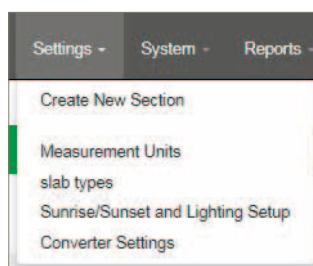 Settings System Reports
Create New Section
Measurement Units
slab types
Sunrise/Sunset and Lighting Setup
Converter Settings